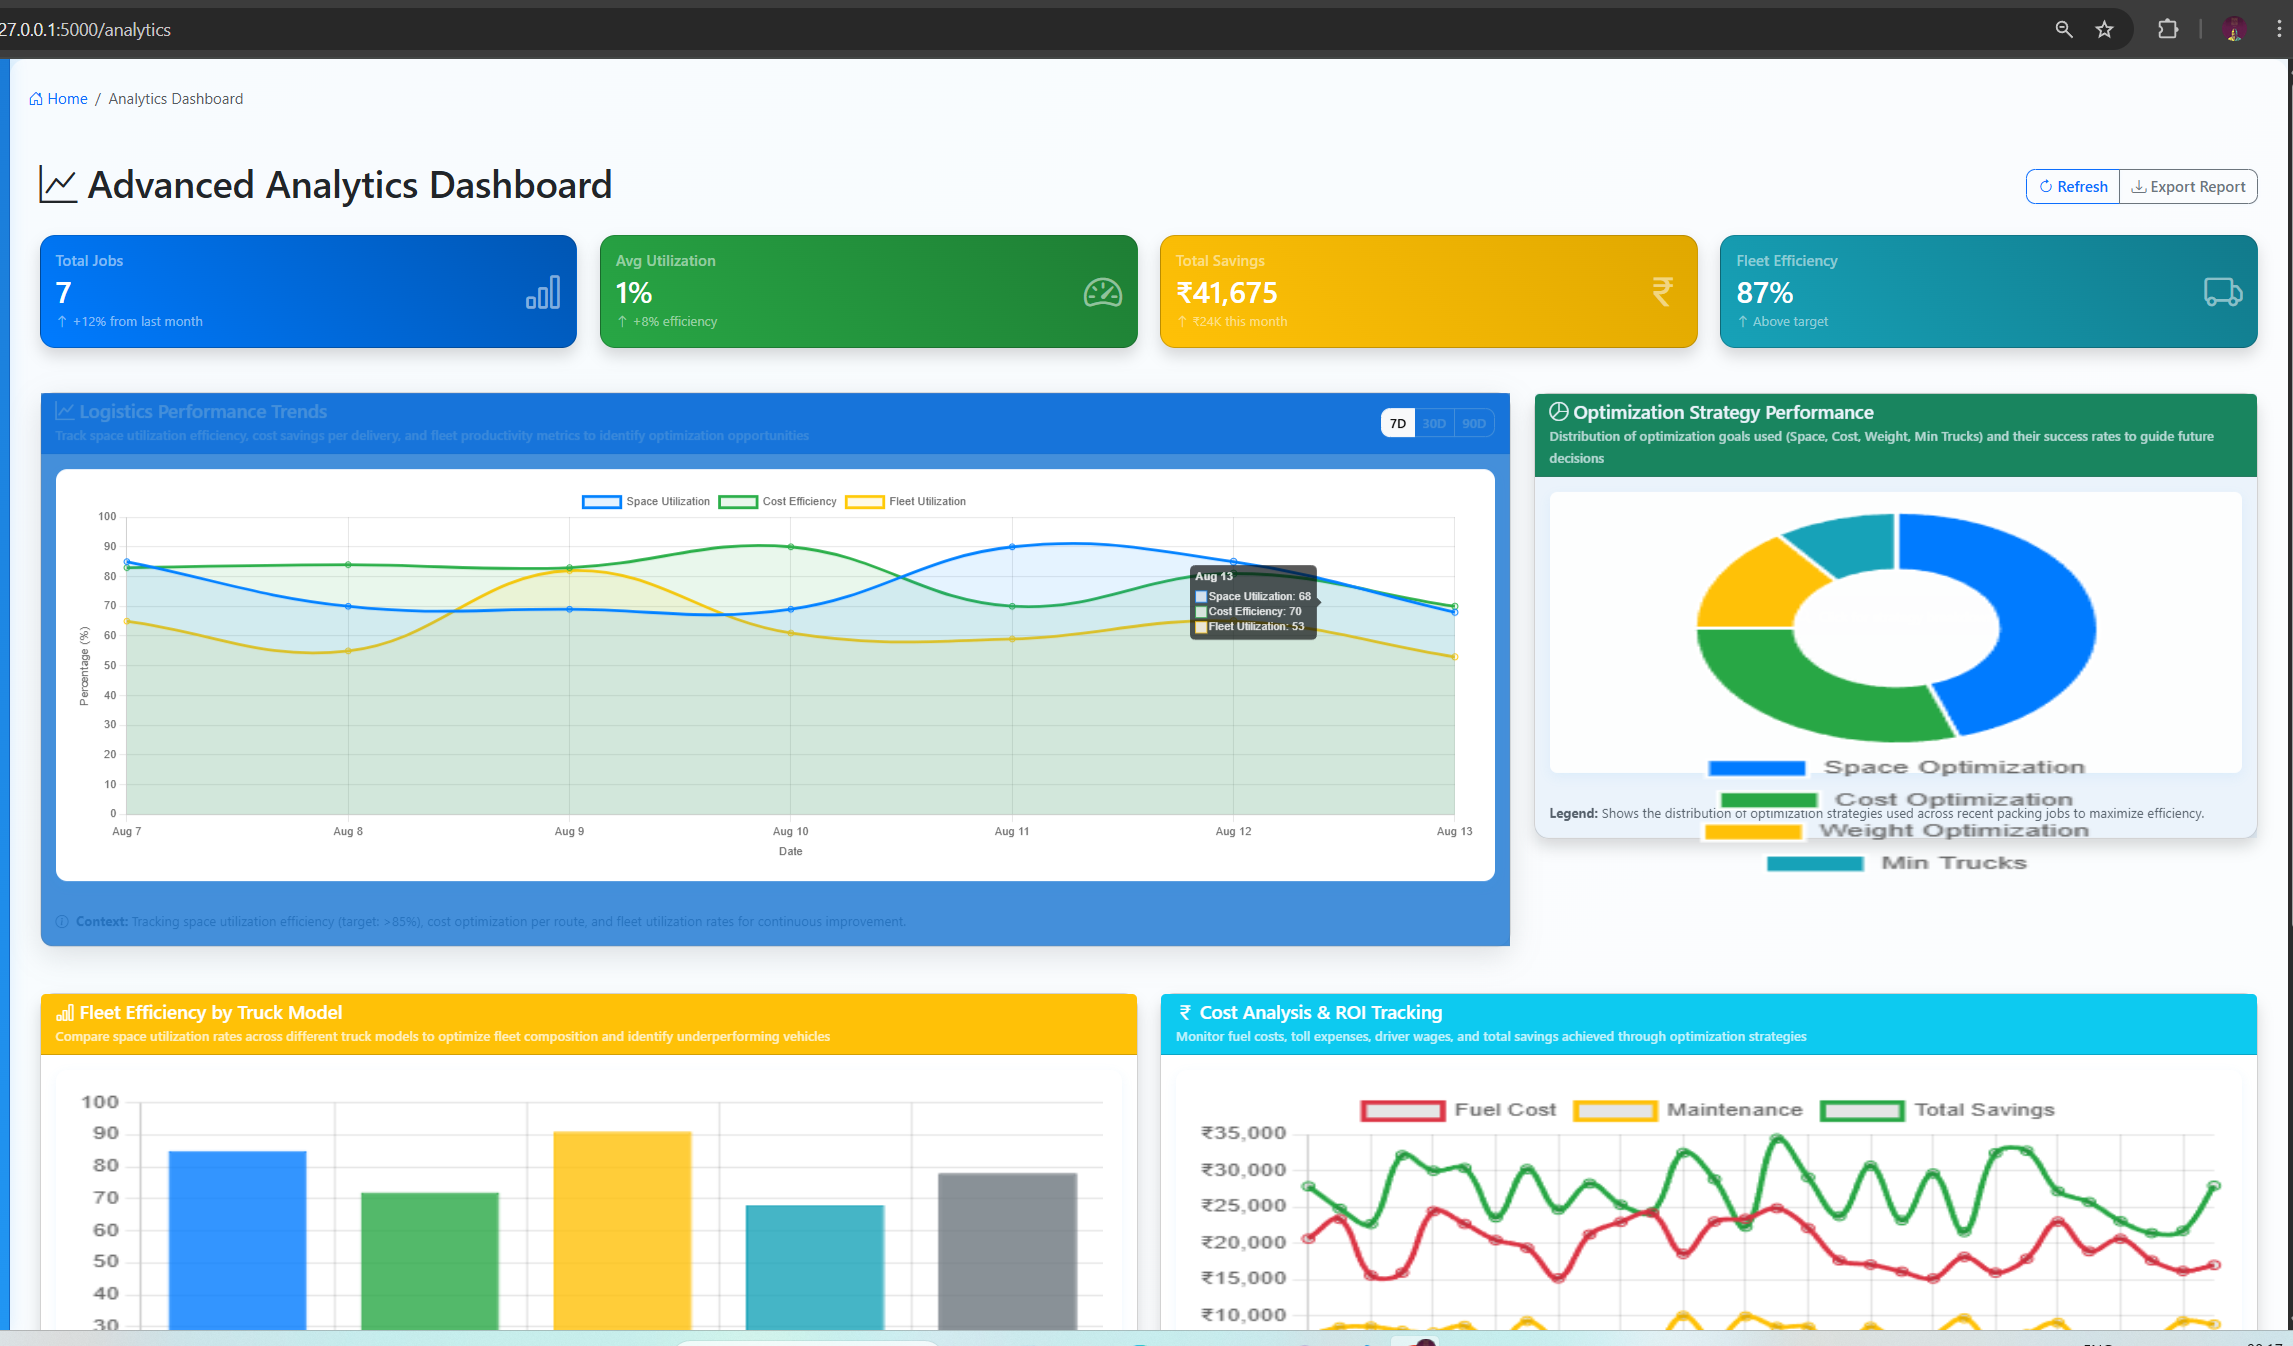 27.0.0.1:5000/analytics
Home / Analytics Dashboard
Advanced Analytics Dashboard
Refresh
Export Report
Total Jobs
7
↑ +12% from last month
Avg Utilization
1%
↑ +8% efficiency
Total Savings
₹41,675
↑ ₹24K this month
Fleet Efficiency
87%
↑ Above target
Logistics Performance Trends
Track space utilization efficiency, cost savings per delivery, and fleet productivity metrics to identify optimization opportunities
7D 30D 90D
Space Utilization Cost Efficiency Fleet Utilization
100
90
80
70
60
50
40
30
20
10
0
Percentage (%)
Aug 13
Space Utilization: 68
Cost Efficiency: 70
Fleet Utilization: 53
Aug 7 Aug 8 Aug 9 Aug 10 Aug 11 Aug 12 Aug 13
Date
Context: Tracking space utilization efficiency (target: >85%), cost optimization per route, and fleet utilization rates for continuous improvement.
Optimization Strategy Performance
Distribution of optimization goals used (Space, Cost, Weight, Min Trucks) and their success rates to guide future
decisions
Space Optimization
Cost Optimization
Legend: Shows the distribution of optimization strategies used across recent packing jobs to maximize efficiency.
Weight Optimization
Min Trucks
Fleet Efficiency by Truck Model
Compare space utilization rates across different truck models to optimize fleet composition and identify underperforming vehicles
100
90
80
70
60
50
40
30
₹ Cost Analysis & ROI Tracking
Monitor fuel costs, toll expenses, driver wages, and total savings achieved through optimization strategies
Fuel Cost Maintenance Total Savings
₹35,000
₹30,000
₹25,000
₹20,000
₹15,000
₹10,000